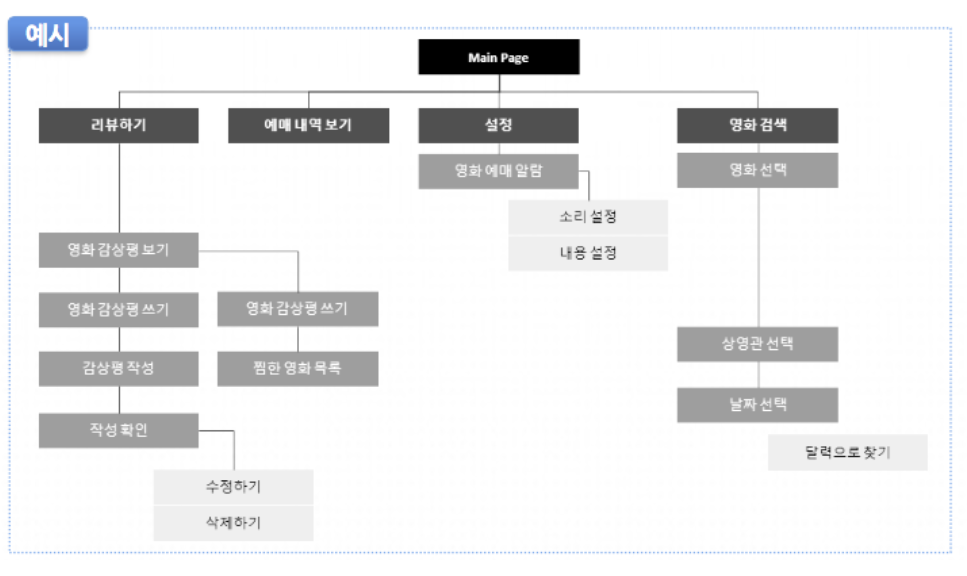 예시
Main Page
리뷰하기
예매 내역 보기
설정
영화 검색
영화 예매 알람
영화 선택
소리 설정
내용 설정
영화 감상평 보기
영화 감상평 쓰기
영화 감상평 쓰기
상영관 선택
감상평 작성
찜한 영화 목록
날짜 선택
작성 확인
달력으로 찾기
수정하기
삭제하기